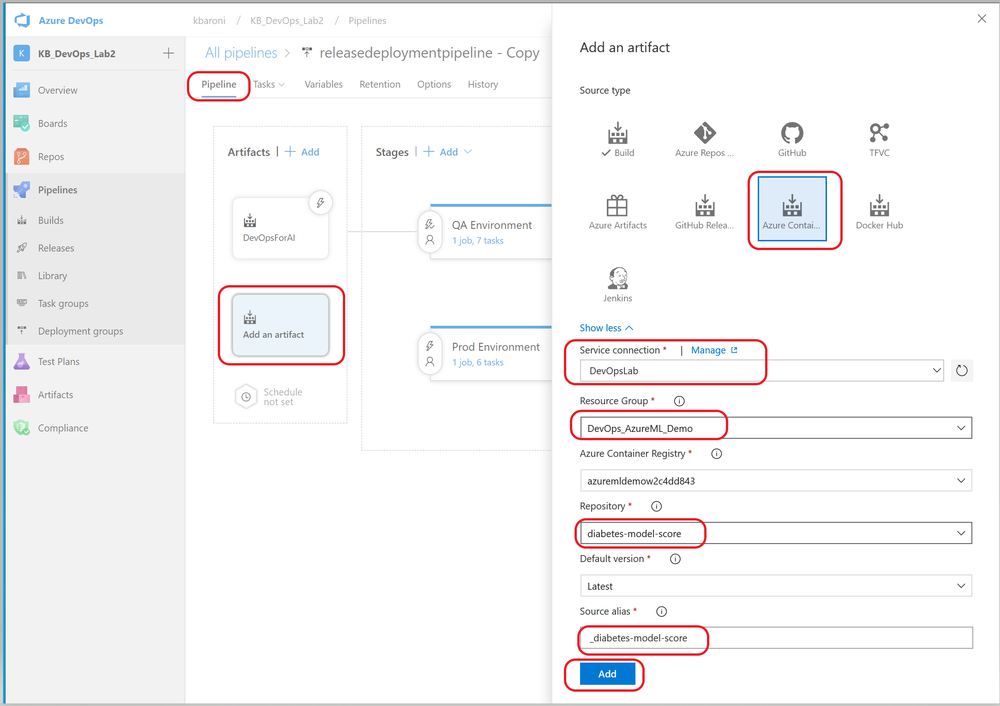 Azure DevOps
kbaroni / KB_DevOps_Lab2 / Pipelines
K KB_DevOps_Lab2
Overview
Boards
Repos
Pipelines
Builds
Releases
Library
Task groups
Deployment groups
Test Plans
Artifacts
Compliance
All pipelines > releasedeploymentpipeline - Copy
Pipeline Tasks Variables Retention Options History
Artifacts | + Add
DevOpsForAI
Add an artifact
Schedule
not set
Stages | + Add
QA Environment
1 job, 7 tasks
Prod Environment
1 job, 6 tasks
Add an artifact
Source type
Build Azure Repos ... GitHub TFVC
Azure Artifacts GitHub Relea... Azure Contai... Docker Hub
Jenkins
Show less
Service connection * | Manage
DevOpsLab
Resource Group *
DevOps_AzureML_Demo
Azure Container Registry *
azuremldemow2c4dd843
Repository *
diabetes-model-score
Default version *
Latest
Source alias *
_diabetes-model-score
Add